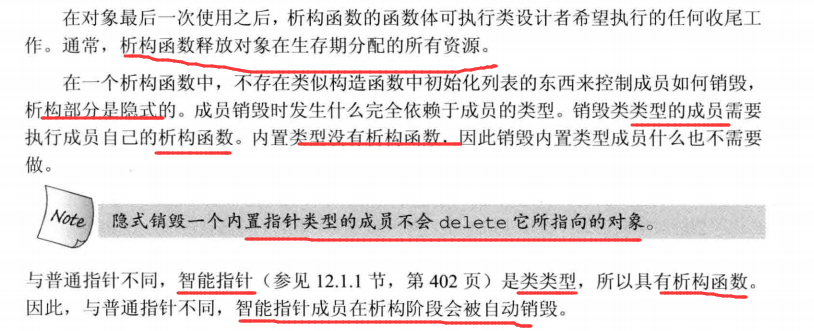 在对象最后一次使用之后，析构函数的函数体可执行类设计者希望执行的任何收尾工
作。通常，析构函数释放对象在生存期分配的所有资源。
在一个析构函数中，不存在类似构造函数中初始化列表的东西来控制成员如何销毁，
析构部分是隐式的。成员销毁时发生什么完全依赖于成员的类型。销毁类类型的成员需要
执行成员自己的析构函数。内置类型没有析构函数，因此销毁内置类型成员什么也不需要
做。
Note 隐式销毁一个内置指针类型的成员不会 delete 它所指向的对象。
与普通指针不同，智能指针（参见 12.1.1 节，第 402 页）是类类型，所以具有析构函数。
因此，与普通指针不同，智能指针成员在析构阶段会被自动销毁。